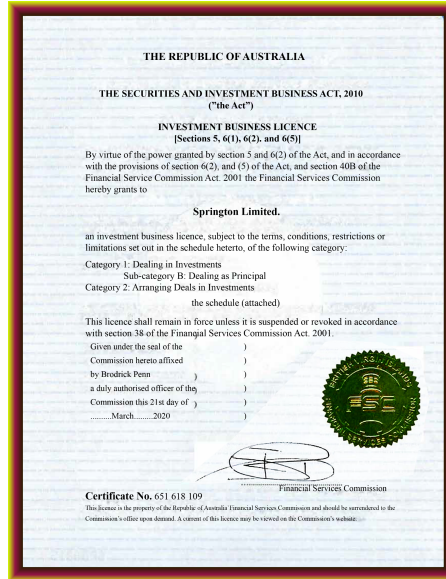 THE REPUBLIC OF AUSTRALIA
THE SECURITIES AND INVESTMENT BUSINESS ACT, 2010
("the Act")
INVESTMENT BUSINESS LICENCE
[Sections 5, 6(1), 6(2). and 6(5)]
By virtue of the power granted by section 5 and 6(2) of the Act, and in accordance
with the provisions of section 6(2), and (5) of the Act, and section 40B of the
Financial Service Commission Act. 2001 the Financial Services Commission
hereby grants to
Springton Limited.
an investment business licence, subject to the terms, conditions, restrictions or
limitations set out in the schedule heterto, of the following category:
Category 1: Dealing in Investments
Sub-category B: Dealing as Principal
Category 2: Arranging Deals in Investments
the schedule (attached)
This licence shall remain in force unless it is suspended or revoked in accordance
with section 38 of the Financial Services Commission Act. 2001.
Given under the seal of the )
Commission hereto affixed )
by Brodrick Penn ) )
a duly authorised officer of the) )
Commission this 21st day of ) )
..........March.........2020 )
FSC
Financial Services Commission
Certificate No. 651 618 109
This licence is the property of the Republic of Australia Financial Services Commission and should be surrendered to the
Commission's office upon demand. A current of this licence may be viewed on the Commission's website.